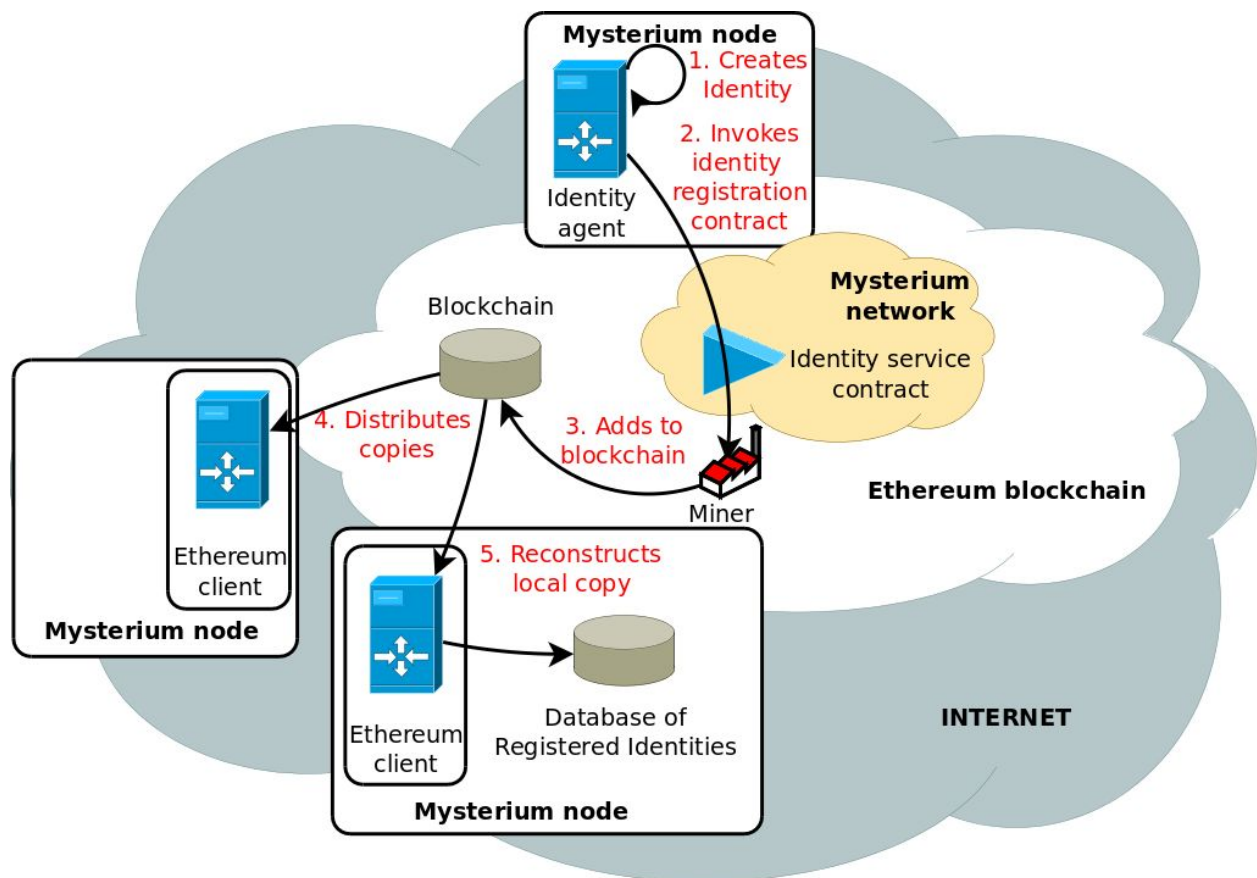 Mysterium node
1. Creates
Identity
2. Invokes
identity
registration
contract
Identity
agent
Mysterium
network
Identity service
contract
Blockchain
4. Distributes
copies
3. Adds to
blockchain
Miner
Ethereum blockchain
Ethereum
client
Mysterium node
5. Reconstructs
local copy
Ethereum
client
Database of
Registered Identities
Mysterium node
INTERNET